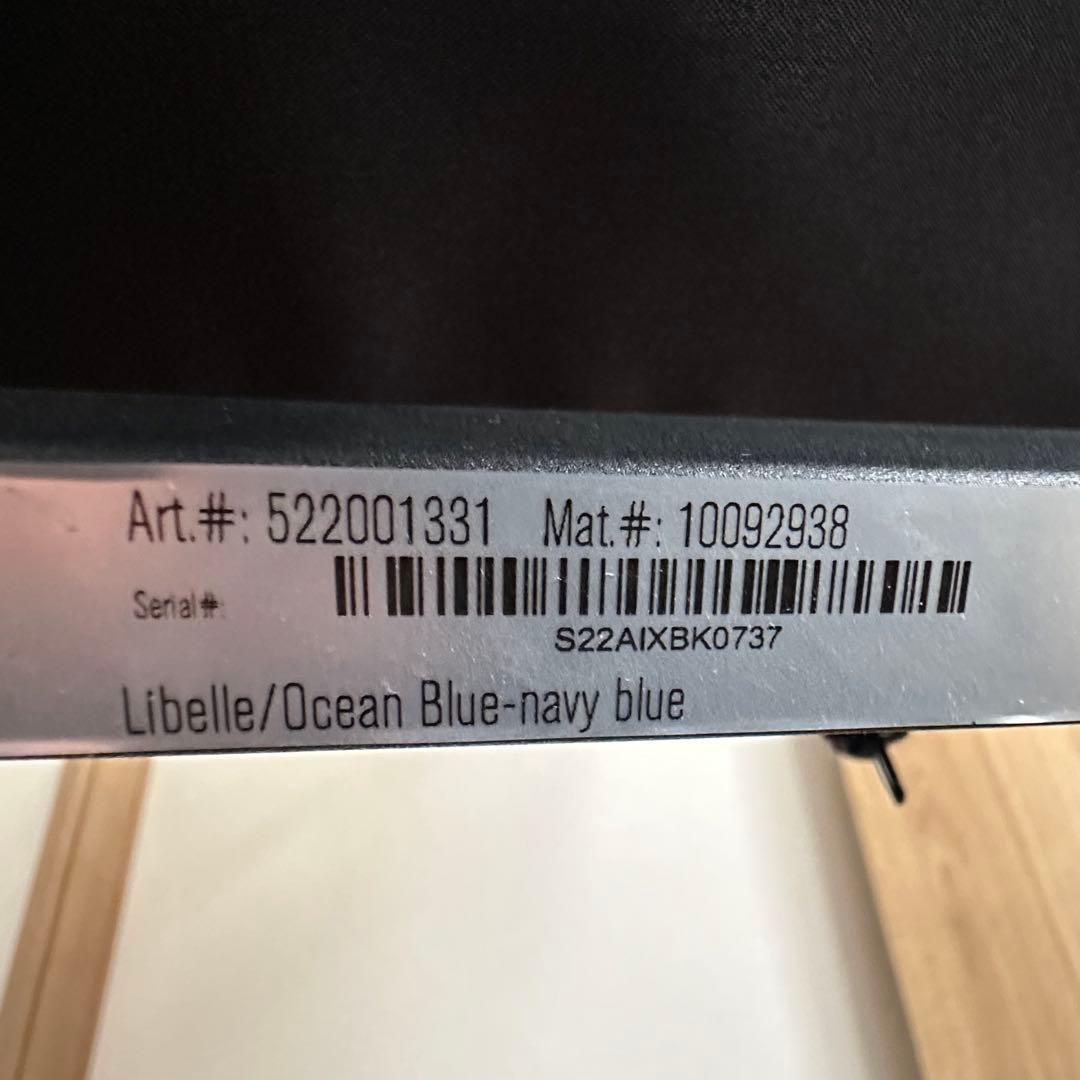 Art.#: 522001331 Mat.#: 10092938
Serial#:
S22AIXBK0737
Libelle/Ocean Blue-navy blue